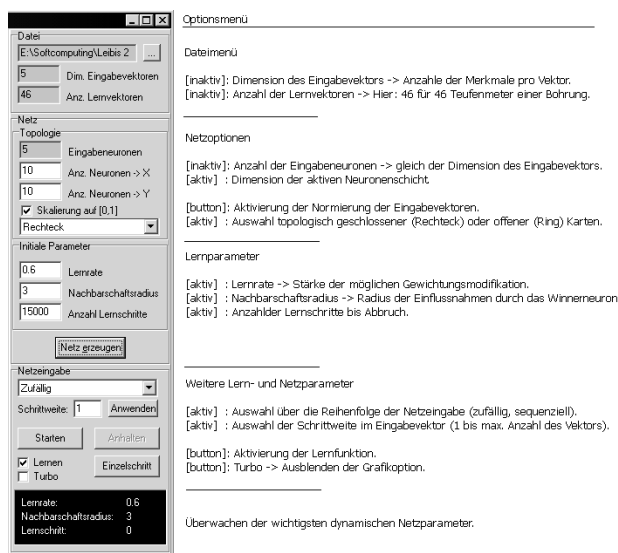 Optionsmenü
Datei
E:\Softcomputing\Leibis 2 ...
Dateimenü
5 Dim. Eingabevektoren
[inaktiv]: Dimension des Eingabevektors -> Anzahle der Merkmale pro Vektor.
46 Anz. Lernvektoren
[inaktiv]: Anzahl der Lernvektoren -> Hier: 46 für 46 Teufenmeter einer Bohrung.
Netz
Topologie
Netzoptionen
5 Eingabeneuronen
[inaktiv]: Anzahl der Eingabeneuronen -> gleich der Dimension des Eingabevektors.
10 Anz. Neuronen -> X
[aktiv] : Dimension der aktiven Neuronenschicht.
10 Anz. Neuronen -> Y
Skalierung auf [0,1]
[button]: Aktivierung der Normierung der Eingabevektoren.
Rechteck
[aktiv] : Auswahl topologisch geschlossener (Rechteck) oder offener (Ring) Karten.
Initiale Parameter
Lernparameter
0.6 Lernrate
[aktiv] : Lernrate -> Stärke der möglichen Gewichtungsmodifikation.
3 Nachbarschaftsradius
[aktiv] : Nachbarschaftsradius -> Radius der Einflussnahmen durch das Winnerneuron
15000 Anzahl Lernschritte
[aktiv] : Anzahlder Lernschritte bis Abbruch.
Netz erzeugen
Netzeingabe
Zufällig
Weitere Lern- und Netzparameter
Schrittweite: 1 Anwenden
[aktiv] : Auswahl über die Reihenfolge der Netzeingabe (zufällig, sequenziell).
[aktiv] : Auswahl der Schrittweite im Eingabevektor (1 bis max. Anzahl des Vektors).
Starten Anhalten
[button]: Aktivierung der Lernfunktion.
Lernen Einzelschritt
[button]: Turbo -> Ausblenden der Grafikoption.
Turbo
Lernrate: 0.6
Nachbarschaftsradius: 3
Lernschritt: 0
Überwachen der wichtigsten dynamischen Netzparameter.